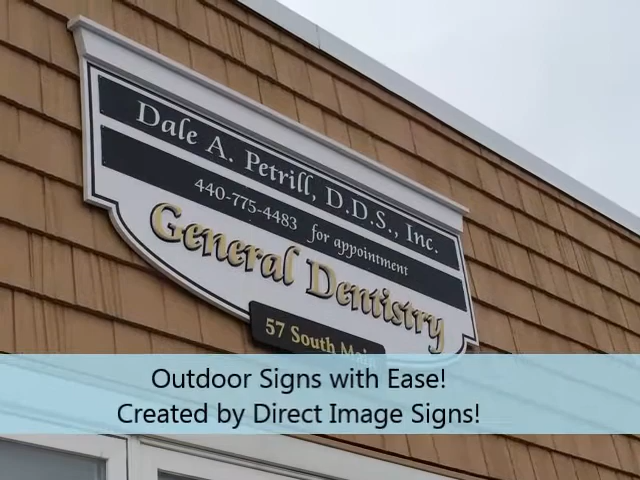 Dale A. Petrill, D.D.S., Inc.
440-775-4483 for appointment
General Dentistry
57 South Main
Outdoor Signs with Ease!
Created by Direct Image Signs!